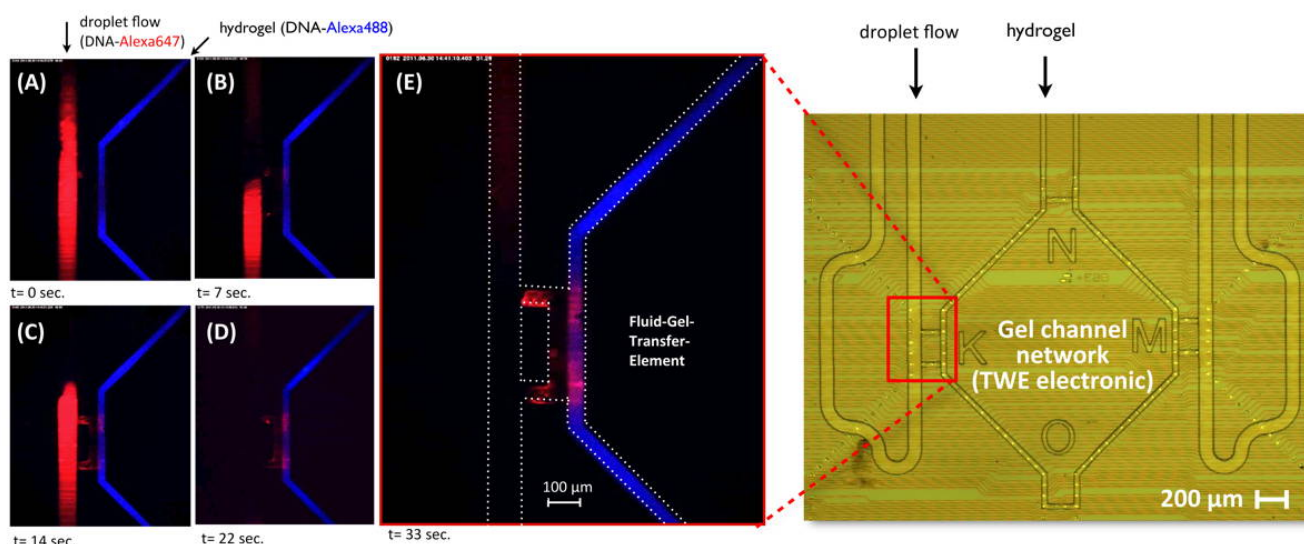 droplet flow
(DNA-Alexa647)
hydrogel (DNA-Alexa488)
(A)
t= 0 sec.
(B)
t= 7 sec.
(C)
t= 14 sec.
(D)
t= 22 sec.
(E)
Fluid-Gel-
Transfer-
Element
100 µm
t= 33 sec.
droplet flow
hydrogel
N
K
M
O
Gel channel
network
(TWE electronic)
200 µm